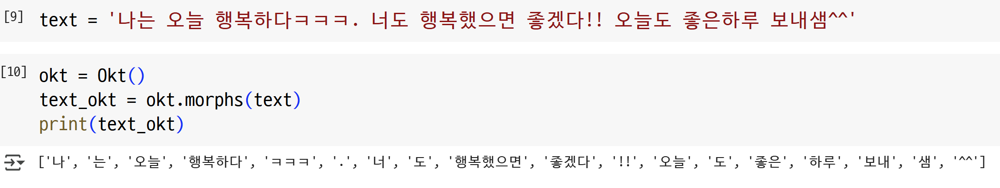 [9] text = '나는 오늘 행복하다ㅋㅋㅋ. 너도 행복했으면 좋겠다!! 오늘도 좋은하루 보내샘^^'
[10] okt = Okt()
text_okt = okt.morphs(text)
print(text_okt)
['나', '는', '오늘', '행복하다', 'ㅋㅋㅋ', '.', '너', '도', '행복했으면', '좋겠다', '!!', '오늘', '도', '좋은', '하루', '보내', '샘', '^^']